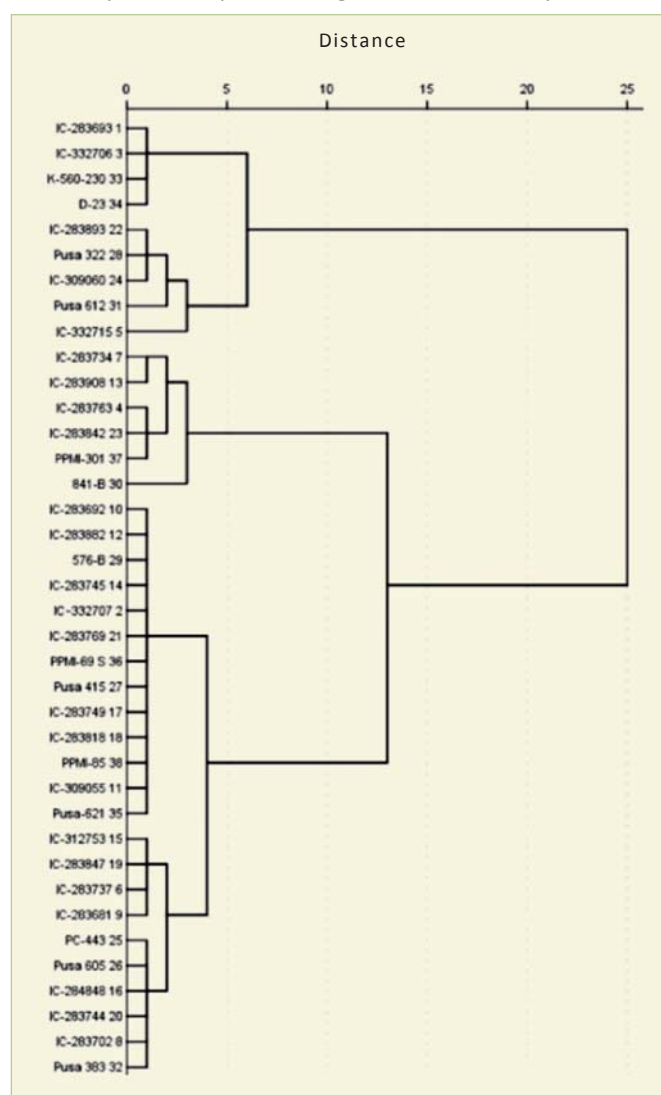 Distance
0 5 10 15 20 25
IC-283693 1
IC-332706 3
K-560-230 33
D-23 34
IC-283893 22
Pusa 322 28
IC-309060 24
Pusa 612 31
IC-332715 5
IC-283734 7
IC-283908 13
IC-283763 4
IC-283842 23
PPMI-301 37
841-B 30
IC-283692 10
IC-283882 12
576-B 29
IC-283745 14
IC-332707 2
IC-283769 21
PPMI-69 S 36
Pusa 415 27
IC-283749 17
IC-283818 18
PPMI-85 38
IC-309055 11
Pusa-621 35
IC-312753 15
IC-283847 19
IC-283737 6
IC-283681 9
PC-443 25
Pusa 605 26
IC-284848 16
IC-283744 20
IC-283702 8
Pusa 383 32